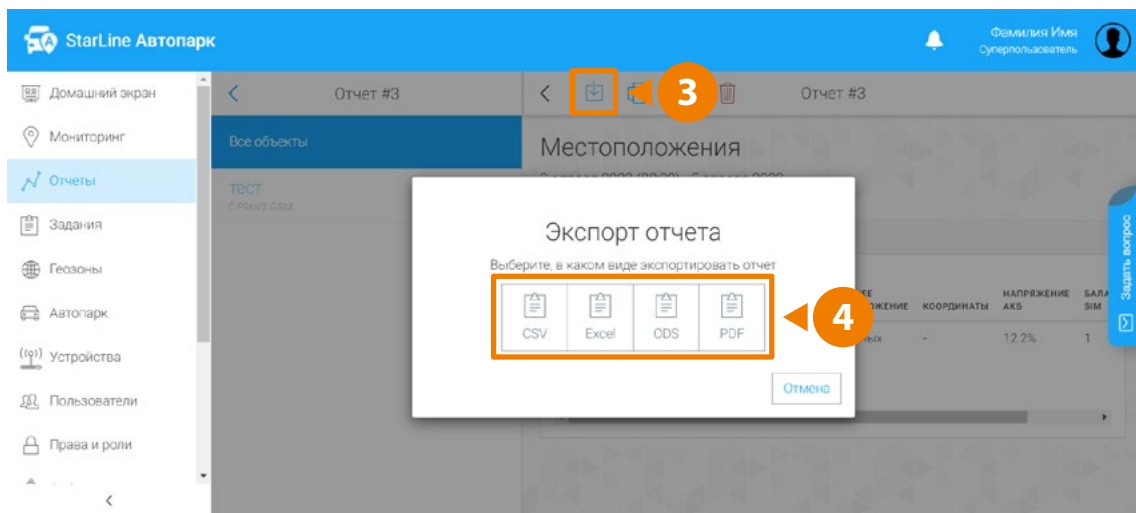 StarLine Автопарк
Фамилия Имя
Суперпользователь
Домашний экран
Мониторинг
Отчеты
Задания
Геозоны
Автопарк
Устройства
Пользователи
Права и роли
Отчет #3
Все объекты
тест
3
Отчет #3
Местоположения
Экспорт отчета
Выберите, в каком виде экспортировать отчет
CSV Excel ODS PDF
4
Отмена
КООРДИНАТЫ
НАПРЯЖЕНИЕ
АКБ
SIM
- 12.2% 1
Задать вопрос